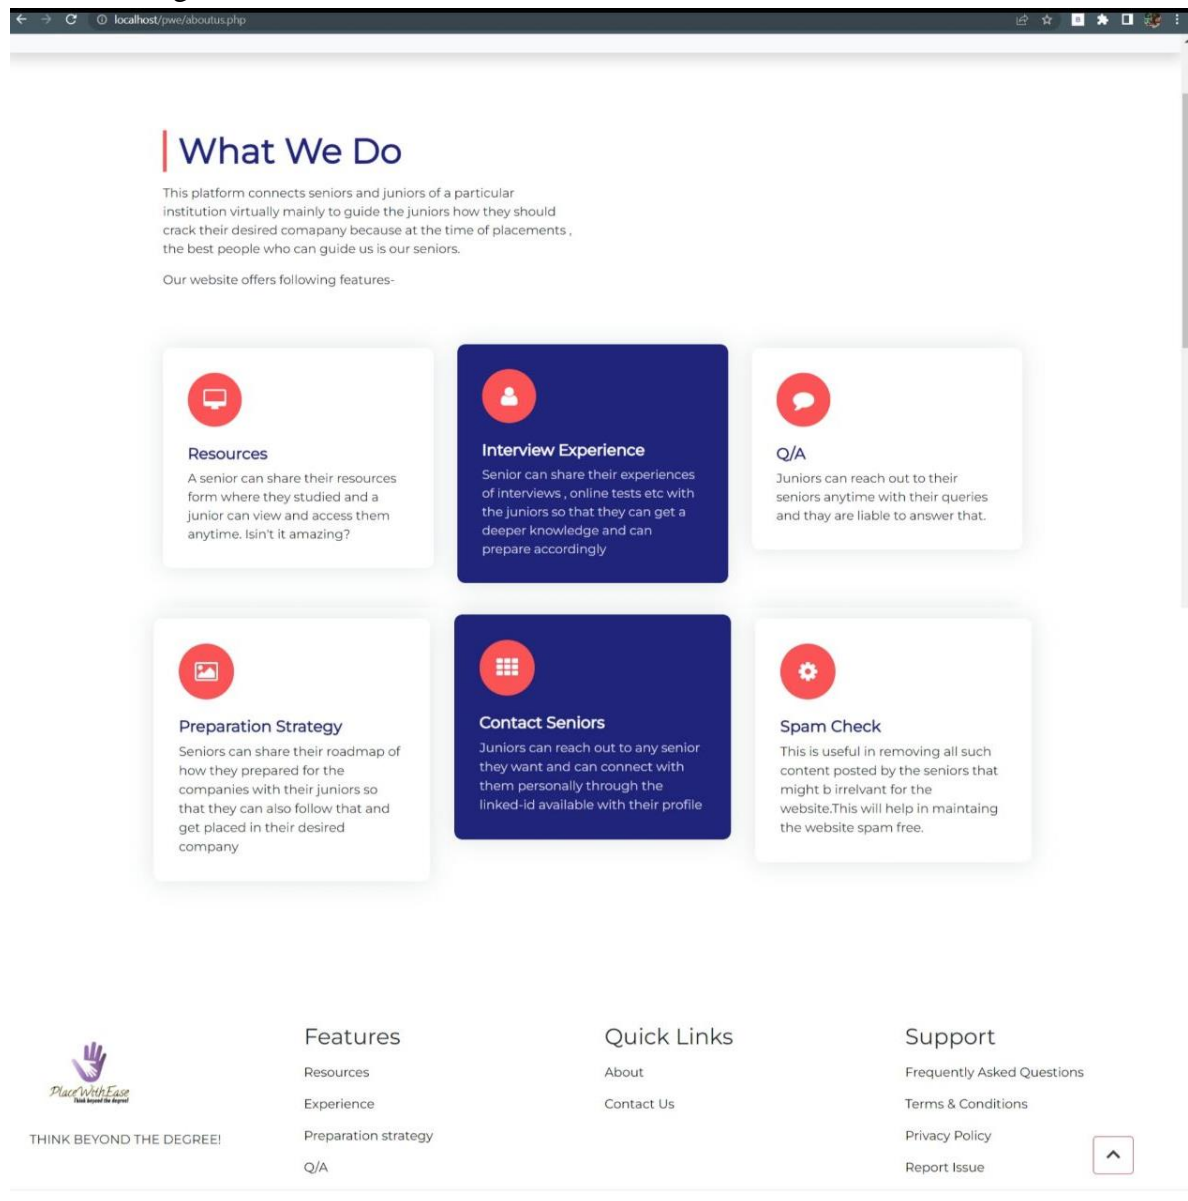 localhost/pwe/aboutus.php
What We Do
This platform connects seniors and juniors of a particular
institution virtually mainly to guide the juniors how they should
crack their desired comapany because at the time of placements ,
the best people who can guide us is our seniors.
Our website offers following features-
Resources
A senior can share their resources
form where they studied and a
junior can view and access them
anytime. Isin't it amazing?
Interview Experience
Senior can share their experiences
of interviews , online tests etc with
the juniors so that they can get a
deeper knowledge and can
prepare accordingly
Q/A
Juniors can reach out to their
seniors anytime with their queries
and thay are liable to answer that.
Preparation Strategy
Seniors can share their roadmap of
how they prepared for the
companies with their juniors so
that they can also follow that and
get placed in their desired
company
Contact Seniors
Juniors can reach out to any senior
they want and can connect with
them personally through the
linked-id available with their profile
Spam Check
This is useful in removing all such
content posted by the seniors that
might b irrelvant for the
website.This will help in maintaing
the website spam free.
PlaceWithEase
Think beyond the degree!
THINK BEYOND THE DEGREE!
Features
Resources
Experience
Preparation strategy
Q/A
Quick Links
About
Contact Us
Support
Frequently Asked Questions
Terms & Conditions
Privacy Policy
Report Issue